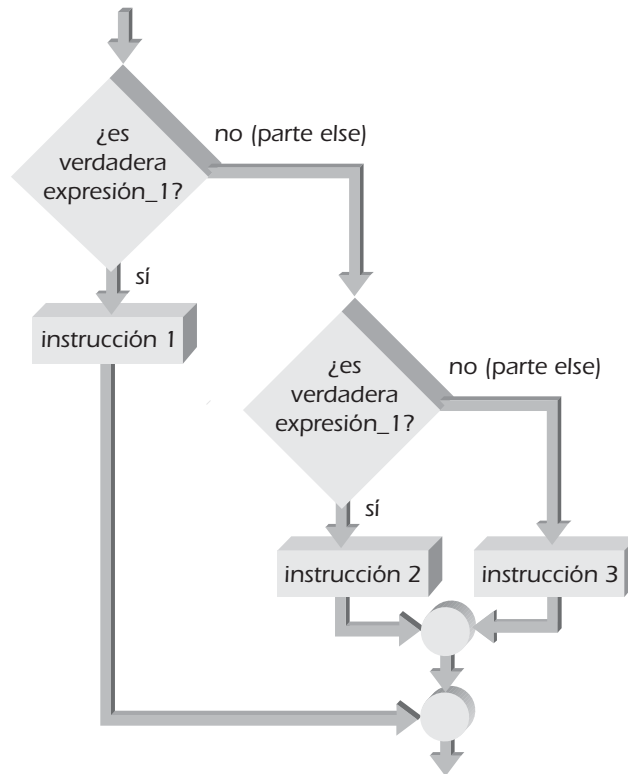 ¿es
verdadera
expresión_1?
no (parte else)
sí
instrucción 1
¿es
verdadera
expresión_1?
no (parte else)
sí
instrucción 2
instrucción 3